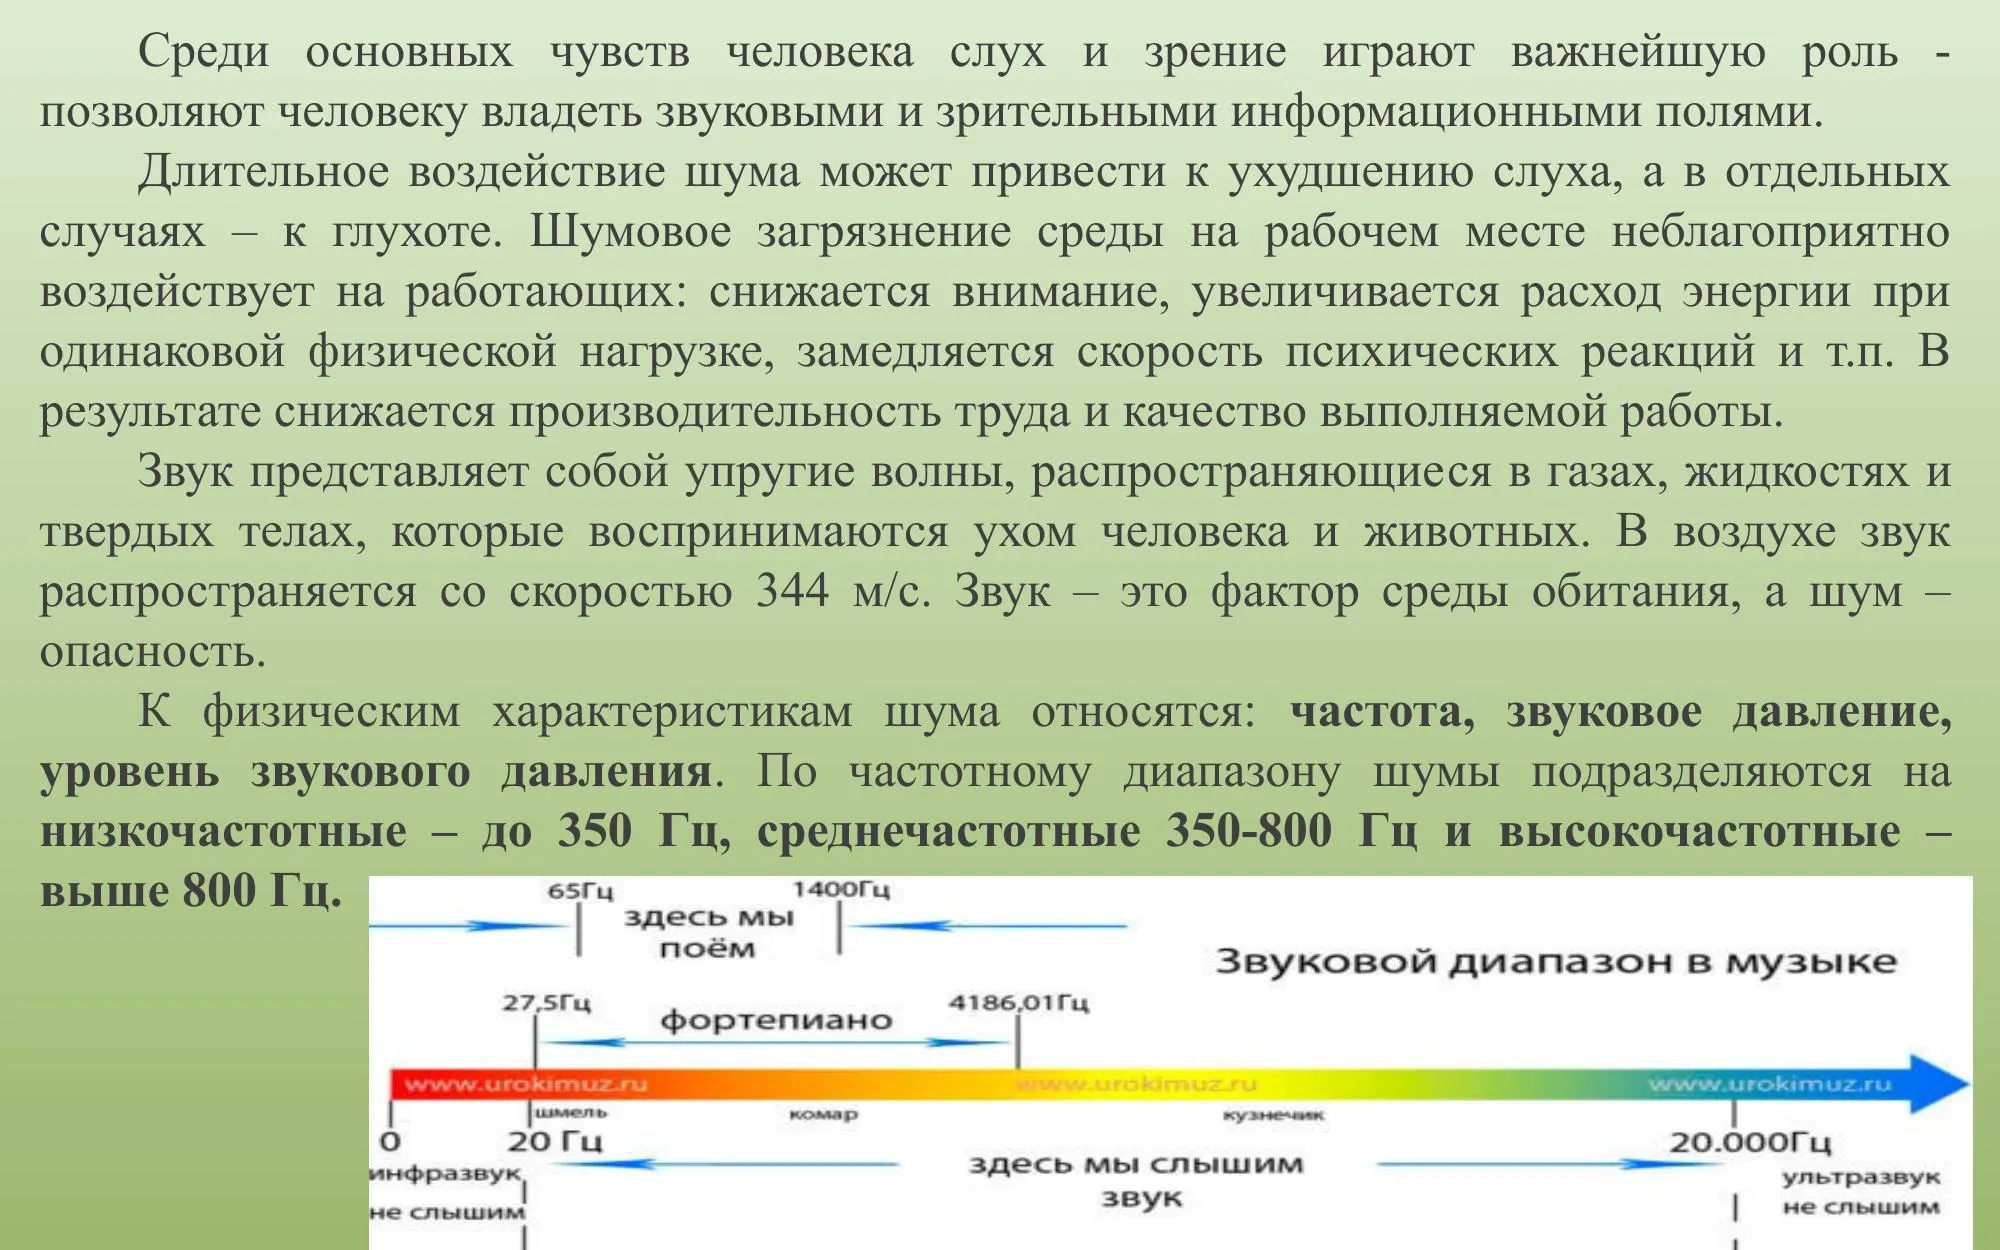 Среди основных чувств человека слух и зрение играют важнейшую роль -
позволяют человеку владеть звуковыми и зрительными информационными полями.
Длительное воздействие шума может привести к ухудшению слуха, а в отдельных
случаях – к глухоте. Шумовое загрязнение среды на рабочем месте неблагоприятно
воздействует на работающих: снижается внимание, увеличивается расход энергии при
одинаковой физической нагрузке, замедляется скорость психических реакций и т.п. В
результате снижается производительность труда и качество выполняемой работы.
Звук представляет собой упругие волны, распространяющиеся в газах, жидкостях и
твердых телах, которые воспринимаются ухом человека и животных. В воздухе звук
распространяется со скоростью 344 м/с. Звук – это фактор среды обитания, а шум –
опасность.
К физическим характеристикам шума относятся: частота, звуковое давление,
уровень звукового давления. По частотному диапазону шумы подразделяются на
низкочастотные – до 350 Гц, среднечастотные 350-800 Гц и высокочастотные –
выше 800 Гц.
65Гц 1400Гц
здесь мы
поём
Звуковой диапазон в музыке
27,5Гц 4186,01Гц
фортепиано
www.urokimuz.ru www.urokimuz.ru www.urokimuz.ru
шмель комар кузнечик
0 20 Гц 20.000Гц
здесь мы слышим
звук
инфразвук
не слышим
ультразвук
не слышим